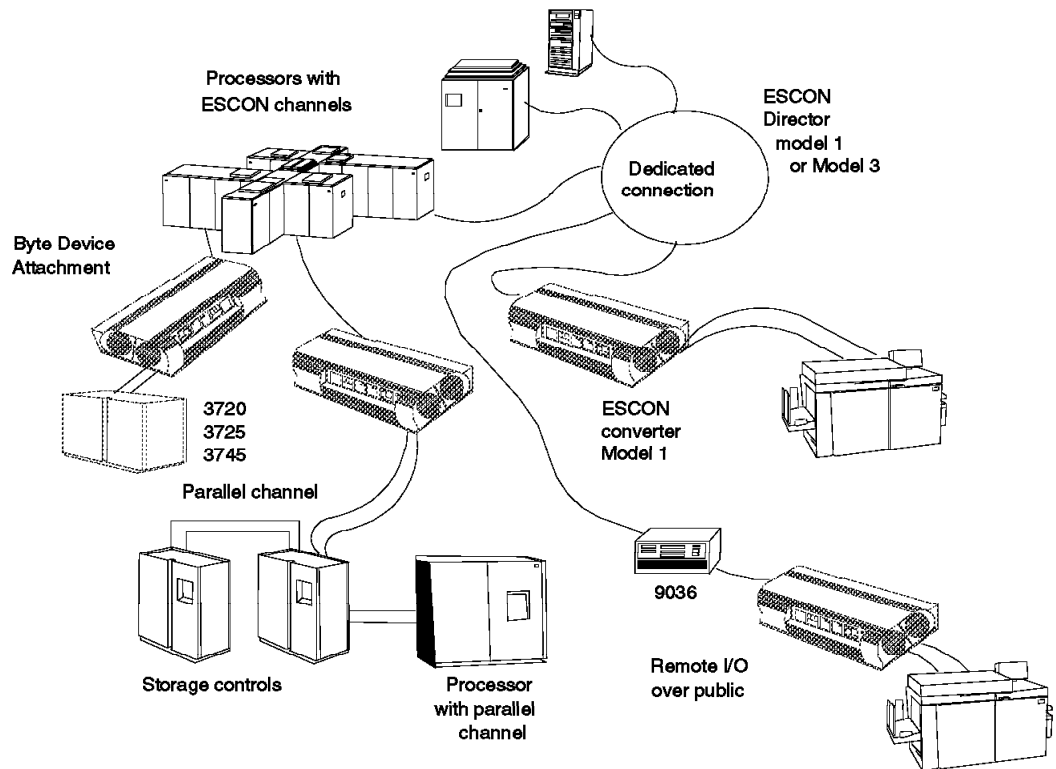 Processors with
ESCON channels
ESCON
Director
model 1
or Model 3
Dedicated
connection
Byte Device
Attachment
3720
3725
3745
ESCON
converter
Model 1
Parallel channel
9036
Storage controls
Processor
with parallel
channel
Remote I/O
over public